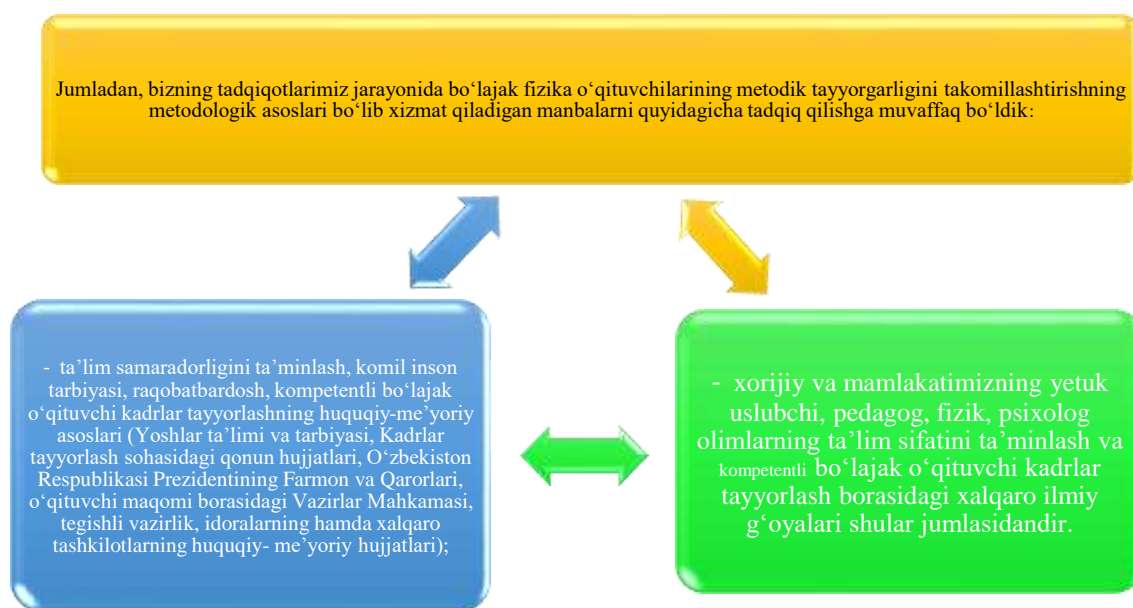 Jumladan, bizning tadqiqotlarimiz jarayonida bo‘lajak fizika o‘qituvchilarining metodik tayyorgarligini takomillashtirishning
metodologik asoslari bo‘lib xizmat qiladigan manbalarni quyidagicha tadqiq qilishga muvaffaq bo‘ldik:
- ta’lim samaradorligini ta’minlash, komil inson
tarbiyasi, raqobatbardosh, kompetentli bo‘lajak
o‘qituvchi kadrlar tayyorlashning huquqiy-me’yoriy
asoslari (Yoshlar ta’limi va tarbiyasi, Kadrlar
tayyorlash sohasidagi qonun hujjatlari, O‘zbekiston
Respublikasi Prezidentining Farmon va Qarorlari,
o‘qituvchi maqomi borasidagi Vazirlar Mahkamasi,
tegishli vazirlik, idoralarning hamda xalqaro
tashkilotlarning huquqiy- me’yoriy hujjatlari);
- xorijiy va mamlakatimizning yetuk
uslubchi, pedagog, fizik, psixolog
olimlarning ta’lim sifatini ta’minlash va
kompetentli bo‘lajak o‘qituvchi kadrlar
tayyorlash borasidagi xalqaro ilmiy
g‘oyalari shular jumlasidandir.